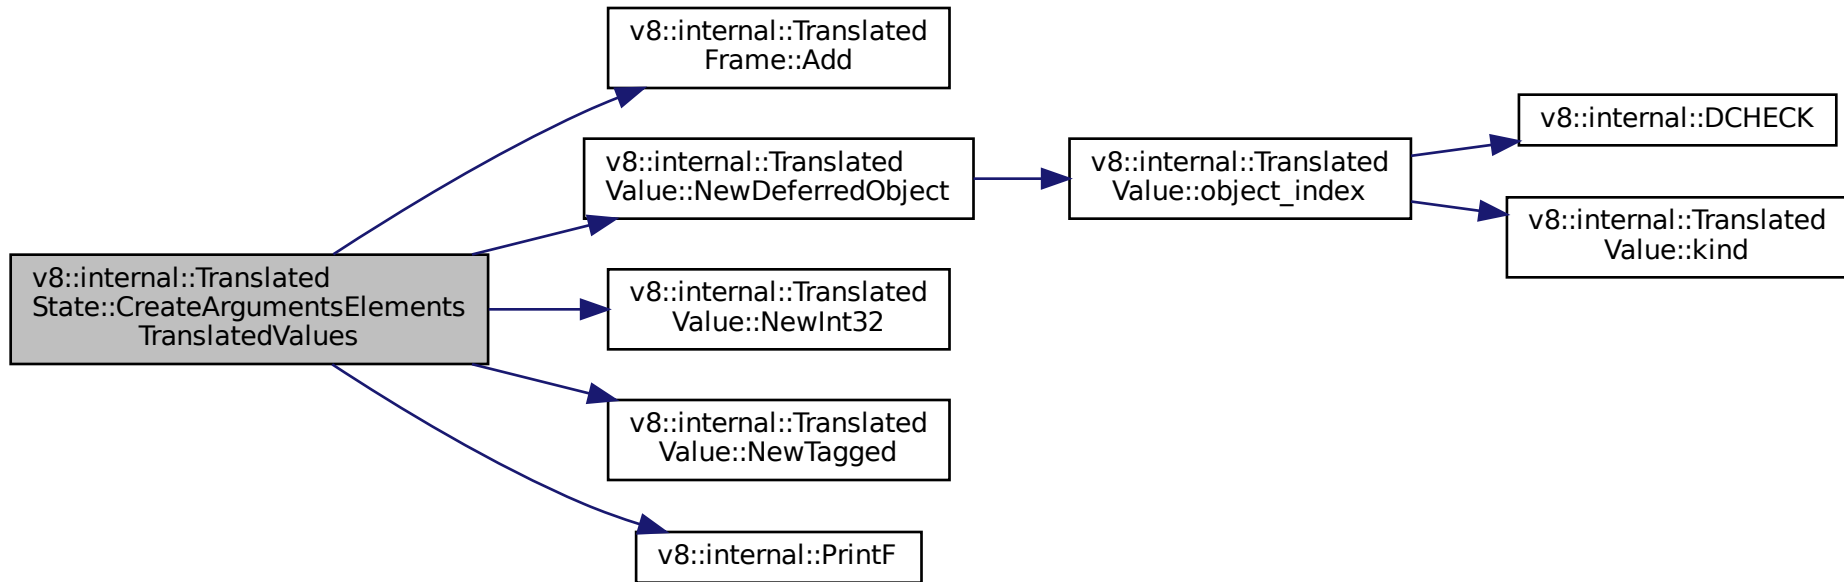 v8::internal::Translated
State::CreateArgumentsElements
TranslatedValues
v8::internal::Translated
Frame::Add
v8::internal::Translated
Value::NewDeferredObject
v8::internal::Translated
Value::object_index
v8::internal::DCHECK
v8::internal::Translated
Value::kind
v8::internal::Translated
Value::NewInt32
v8::internal::Translated
Value::NewTagged
v8::internal::PrintF